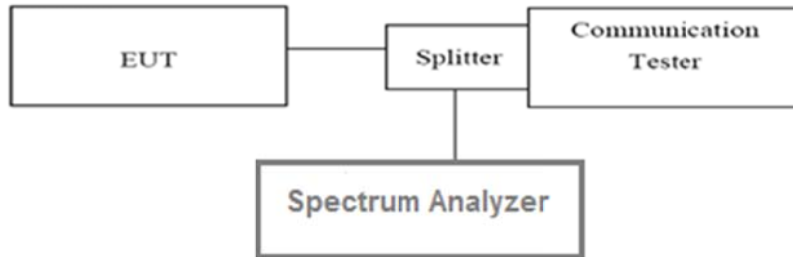 EUT
Splitter
Communication
Tester
Spectrum Analyzer